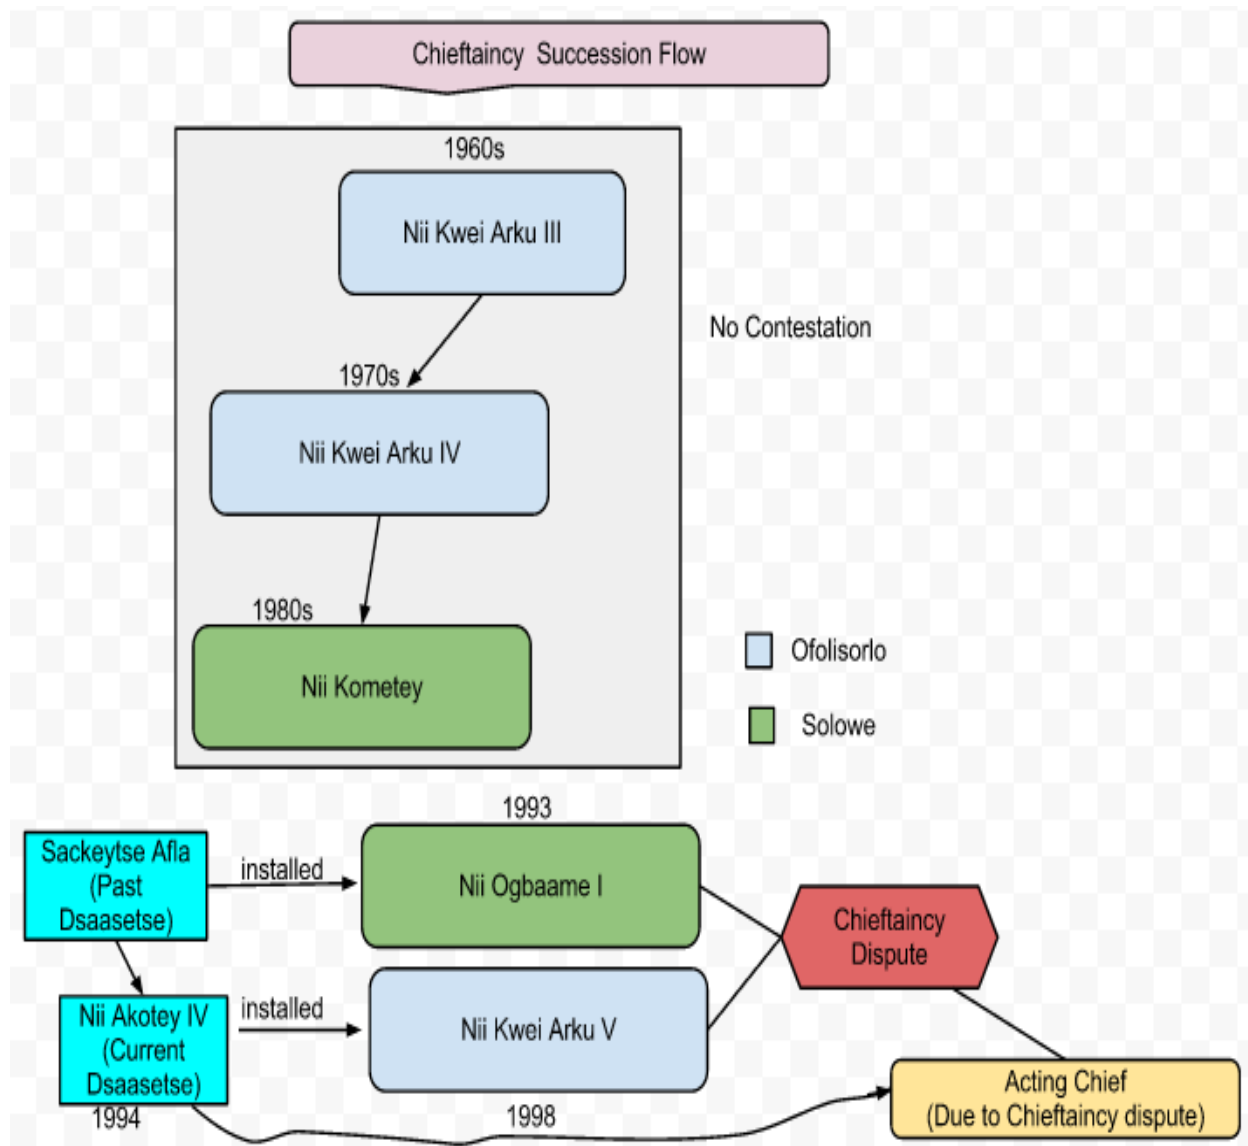 Chieftaincy Succession Flow
1960s
Nii Kwei Arku III
No Contestation
1970s
Nii Kwei Arku IV
1980s
Nii Kometey
Ofolisorlo
Solowe
1993
Sackeytse Afla
(Past
Dsaasetse)
installed
Nii Ogbaame I
Chieftaincy
Dispute
Nii Akotey IV
(Current
Dsaasetse)
installed
Nii Kwei Arku V
1994
1998
Acting Chief
(Due to Chieftaincy dispute)